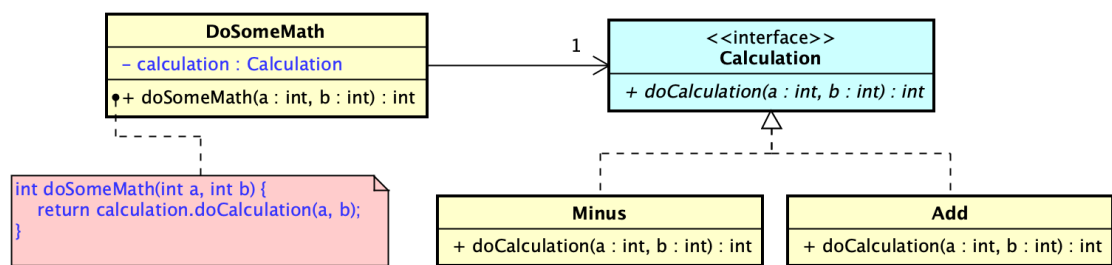 DoSomeMath
- calculation : Calculation
+ doSomeMath(a : int, b : int) : int
1
<<interface>>
Calculation
+ doCalculation(a : int, b : int) : int
int doSomeMath(int a, int b) {
return calculation.doCalculation(a, b);
}
Minus
+ doCalculation(a : int, b : int) : int
Add
+ doCalculation(a : int, b : int) : int